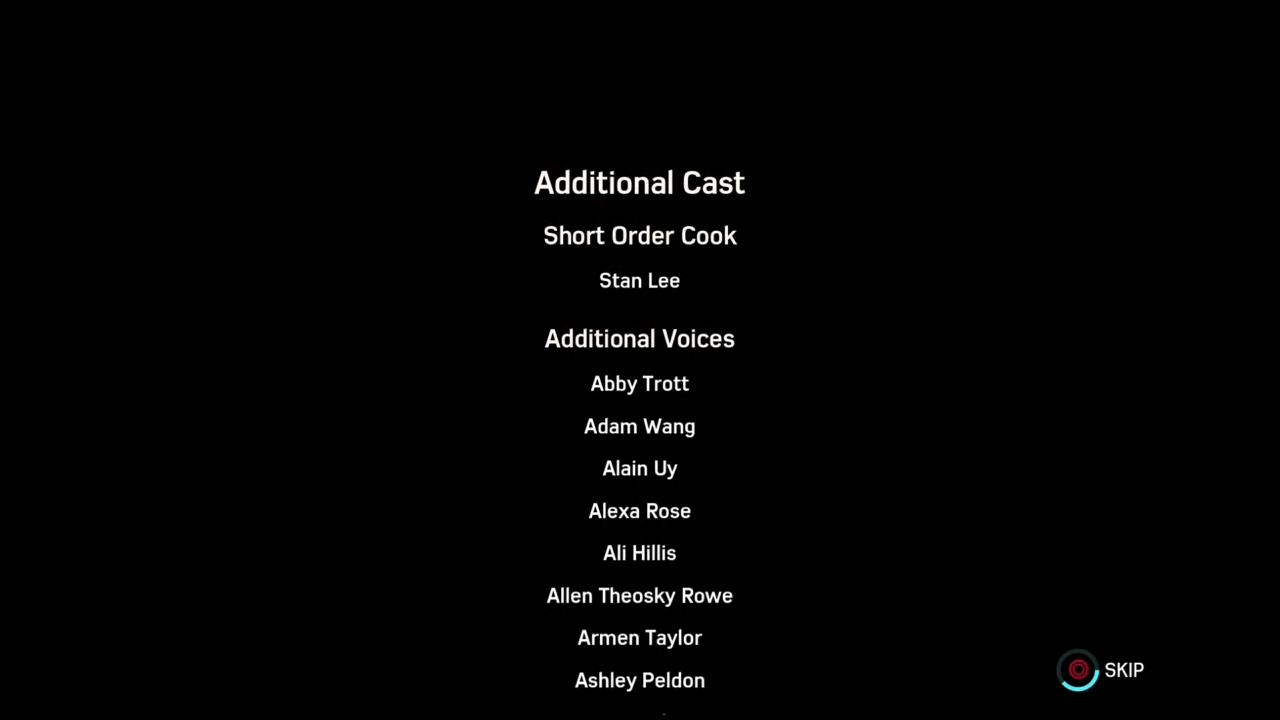 Additional Cast
Short Order Cook
Stan Lee
Additional Voices
Abby Trott
Adam Wang
Alain Uy
Alexa Rose
Ali Hillis
Allen Theosky Rowe
Armen Taylor
Ashley Peldon
SKIP